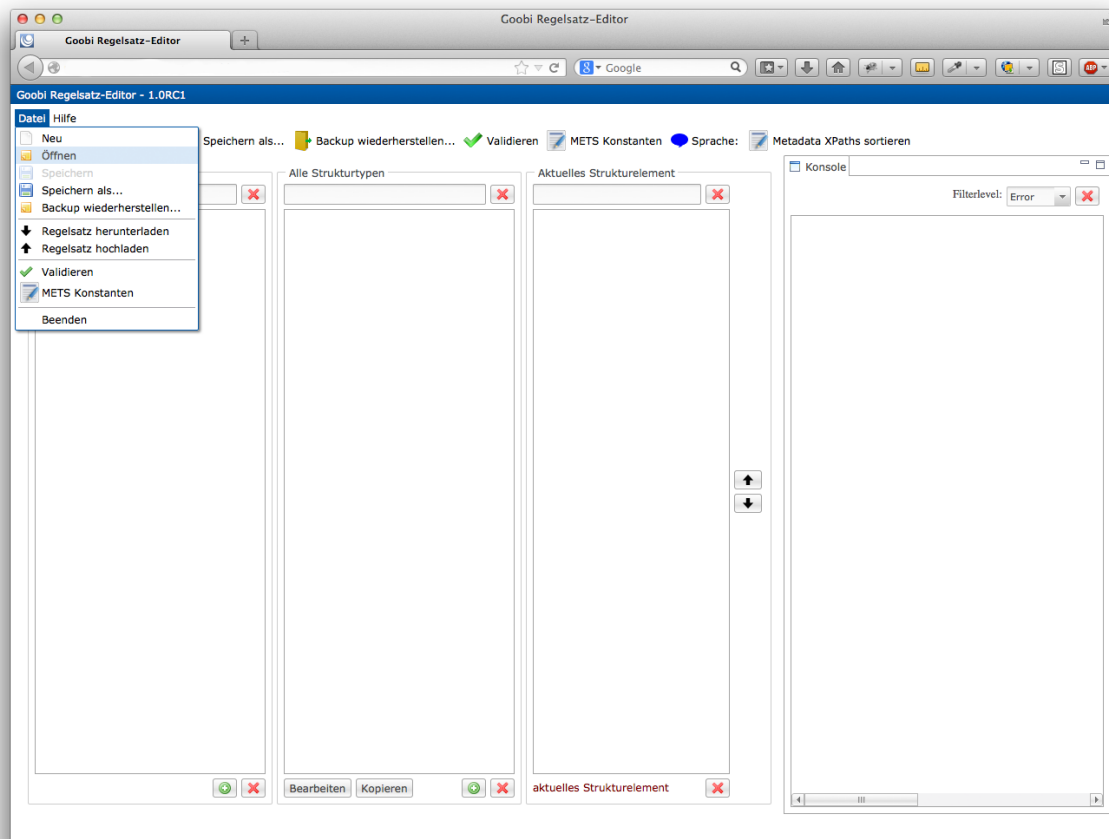 Goobi Regelsatz-Editor
Goobi Regelsatz-Editor
Google
ABP
Goobi Regelsatz-Editor - 1.0RC1
Datei Hilfe
Speichern als... Backup wiederherstellen... Validieren METS Konstanten Sprache: Metadata XPaths sortieren
Neu
Öffnen
Speichern
Speichern als...
Backup wiederherstellen...
Regelsatz herunterladen
Regelsatz hochladen
Validieren
METS Konstanten
Beenden
Alle Strukturtypen
Aktuelles Strukturelement
Konsole
Filterlevel: Error
Bearbeiten Kopieren
aktuelles Strukturelement